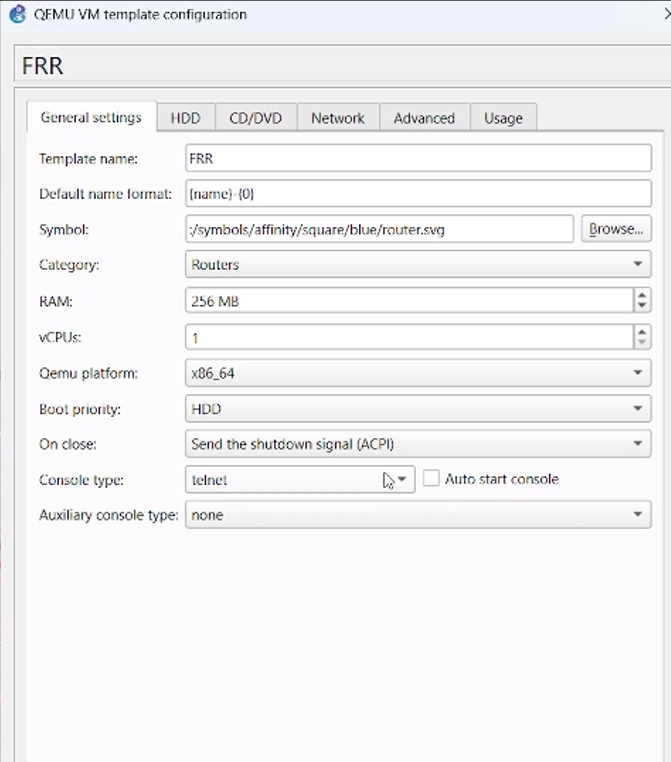 QEMU VM template configuration
FRR
General settings HDD CD/DVD Network Advanced Usage
Template name: FRR
Default name format: {name}-{0}
Symbol: :/symbols/affinity/square/blue/router.svg Browse...
Category: Routers
RAM: 256 MB
vCPUs: 1
Qemu platform: x86_64
Boot priority: HDD
On close: Send the shutdown signal (ACPI)
Console type: telnet Auto start console
Auxiliary console type: none